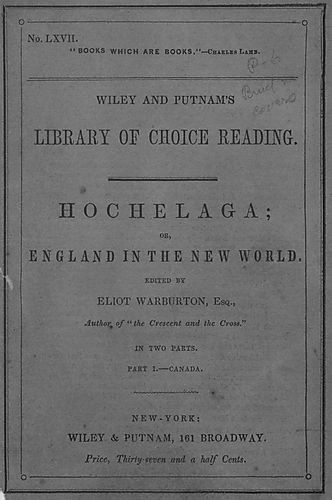 No. LXVII.
"BOOKS WHICH ARE BOOKS."—CHARLES LAMB.
WILEY AND PUTNAM'S
LIBRARY OF CHOICE READING.
HOCHELAGA;
OR,
ENGLAND IN THE NEW WORLD.
EDITED BY
ELIOT WARBURTON, ESQ.,
Author of "the Crescent and the Cross."
IN TWO PARTS.
PART I.—CANADA.
NEW-YORK:
WILEY & PUTNAM, 161 BROADWAY.
Price, Thirty-seven and a half Cents.